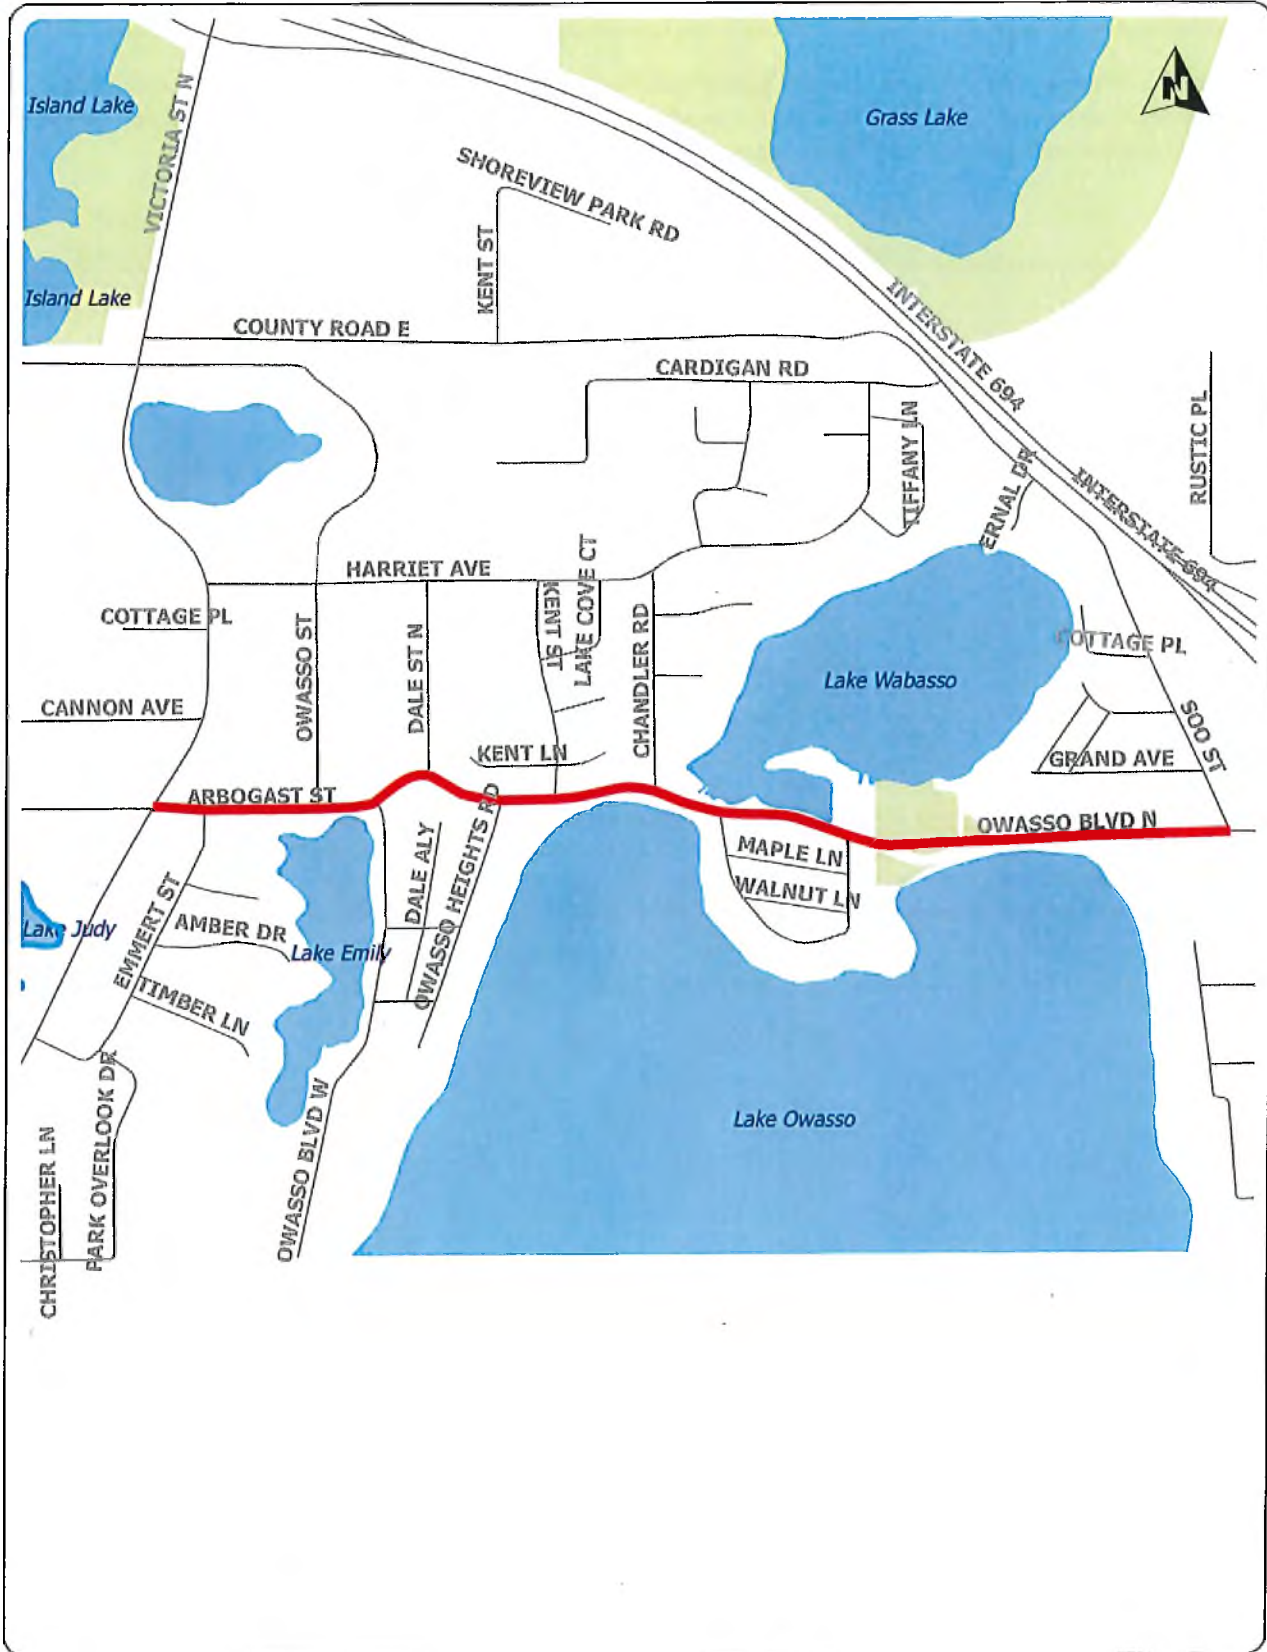 N
Island Lake
VICTORIA ST N
Grass Lake
SHOREVIEW PARK RD
KENT ST
Island Lake
INTERSTATE 694
COUNTY ROAD E
CARDIGAN RD
TIFFANY LN
RUSTIC PL
ERNAL DR
INTERSTATE 694
HARRIET AVE
LAKE COVE CT
KENT ST
COTTAGE PL
OWASSO ST
DALE ST N
CHANDLER RD
COTTAGE PL
Lake Wabasso
CANNON AVE
SOO ST
KENT LN
GRAND AVE
ARBOGAST ST
OWASSO BLVD N
DALE ALY
OWASSO HEIGHTS RD
MAPLE LN
WALNUT LN
EMMERT ST
Lake Judy
AMBER DR
Lake Emily
TIMBER LN
PARK OVERLOOK DR
OWASSO BLVD W
Lake Owasso
CHRISTOPHER LN